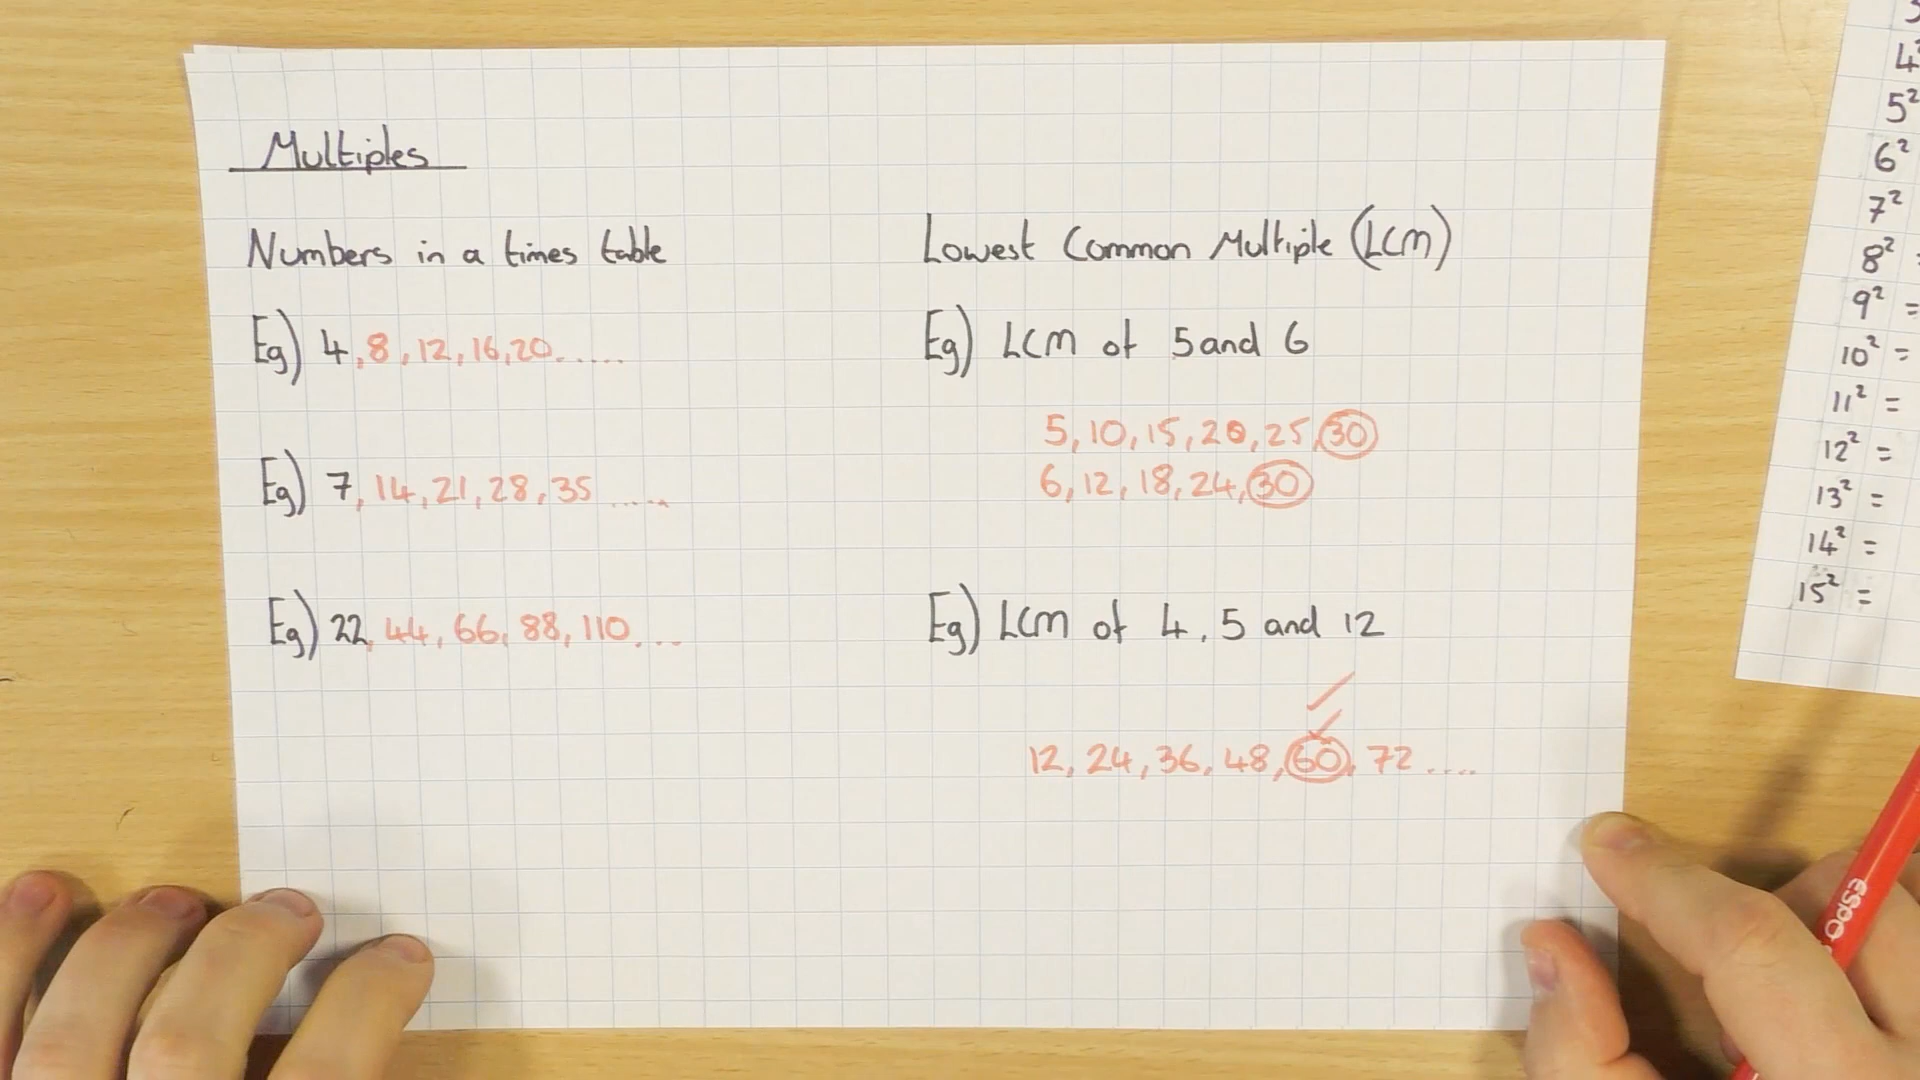 Multiples
Numbers in a times table
Eg) 4, 8, 12, 16, 20......
Eg) 7, 14, 21, 28, 35 .....
Eg) 22, 44, 66, 88, 110....
Lowest Common Multiple (LCM)
Eg) LCM of 5 and 6
5, 10, 15, 20, 25, 30
6, 12, 18, 24, 30
Eg) LCM of 4, 5 and 12
12, 24, 36, 48, 60, 72 ....
4²
5²
6²
7²
8² =
9² =
10² =
11² =
12² =
13² =
14² =
15² =
ESPO